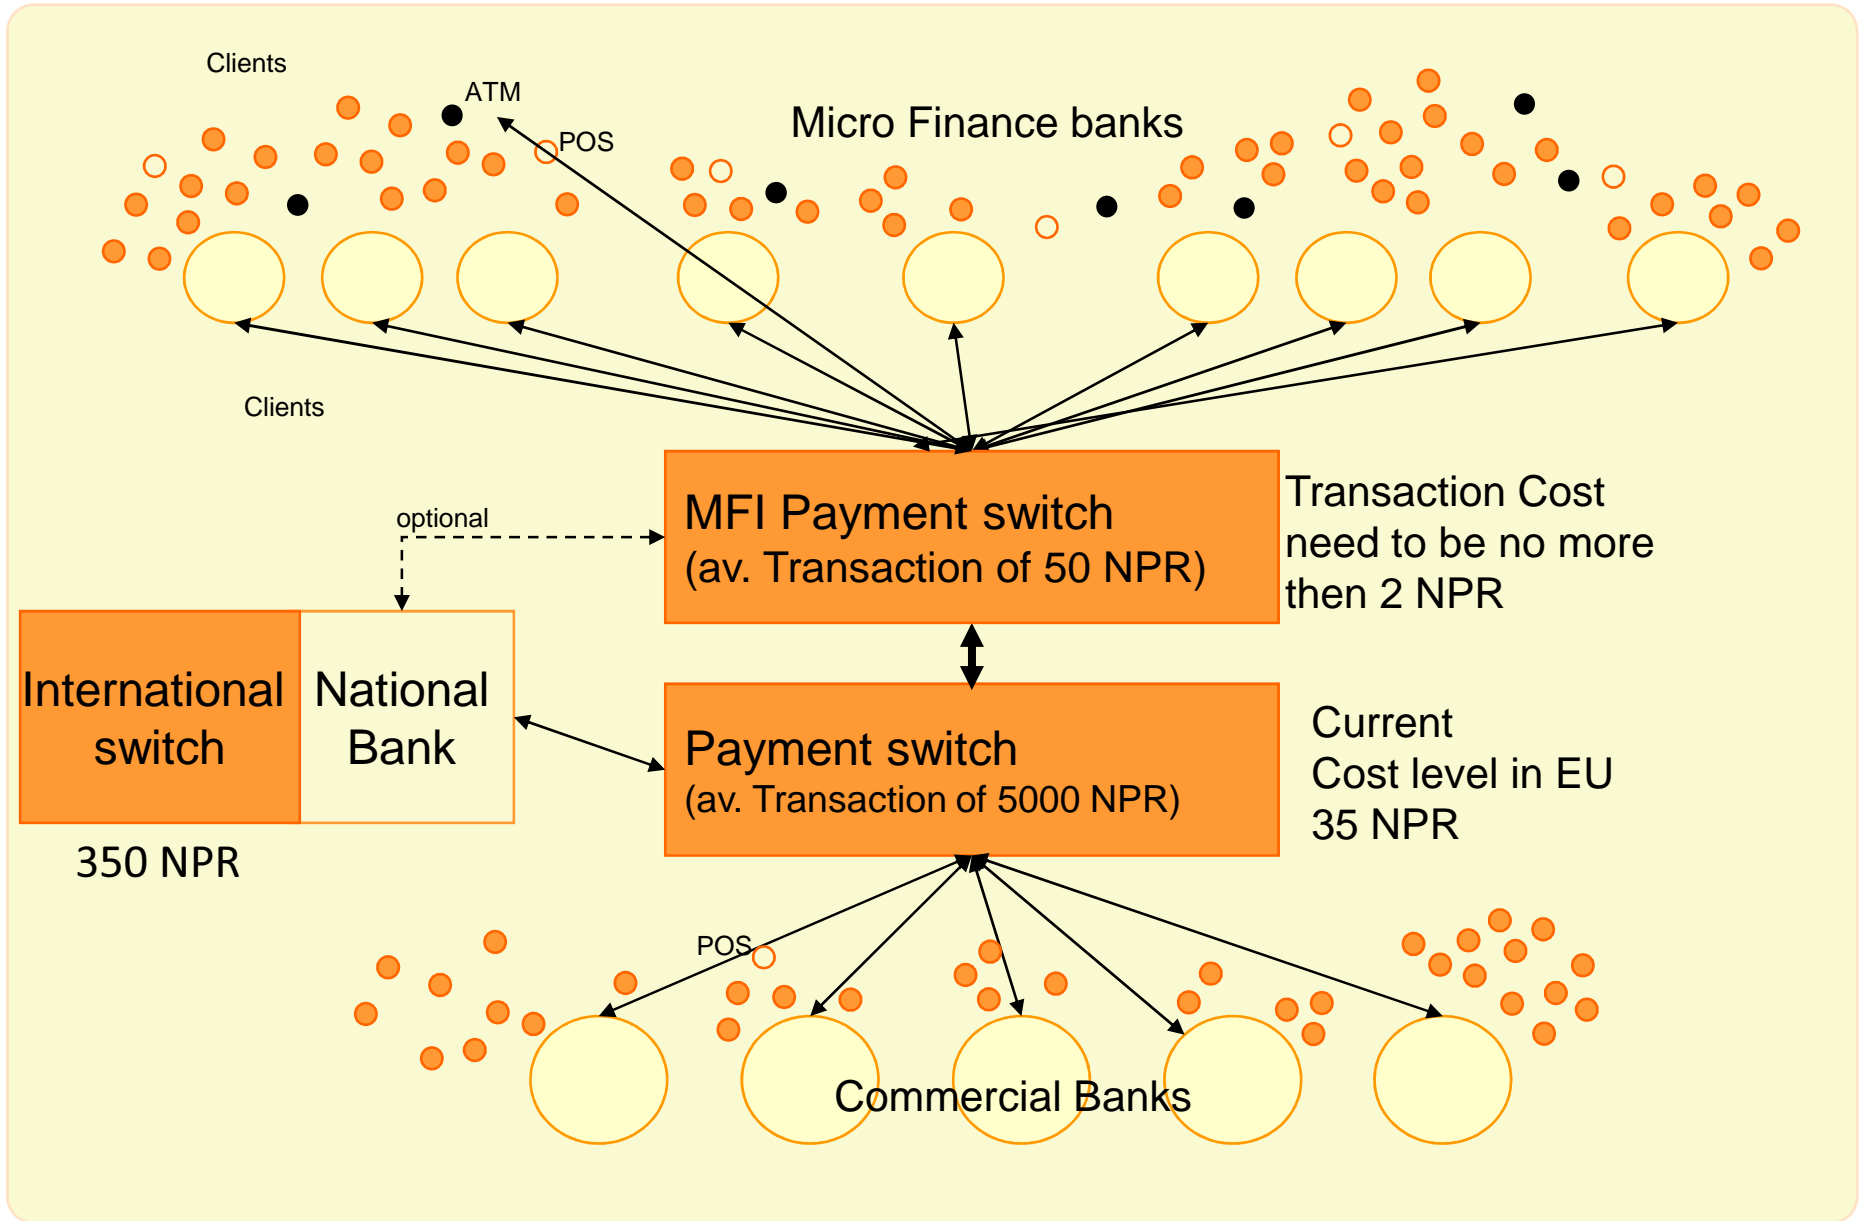 Clients
ATM
POS
Micro Finance banks
Clients
optional
MFI Payment switch
(av. Transaction of 50 NPR)
Transaction Cost
need to be no more
then 2 NPR
International
switch
National
Bank
350 NPR
Payment switch
(av. Transaction of 5000 NPR)
Current
Cost level in EU
35 NPR
POS
Commercial Banks